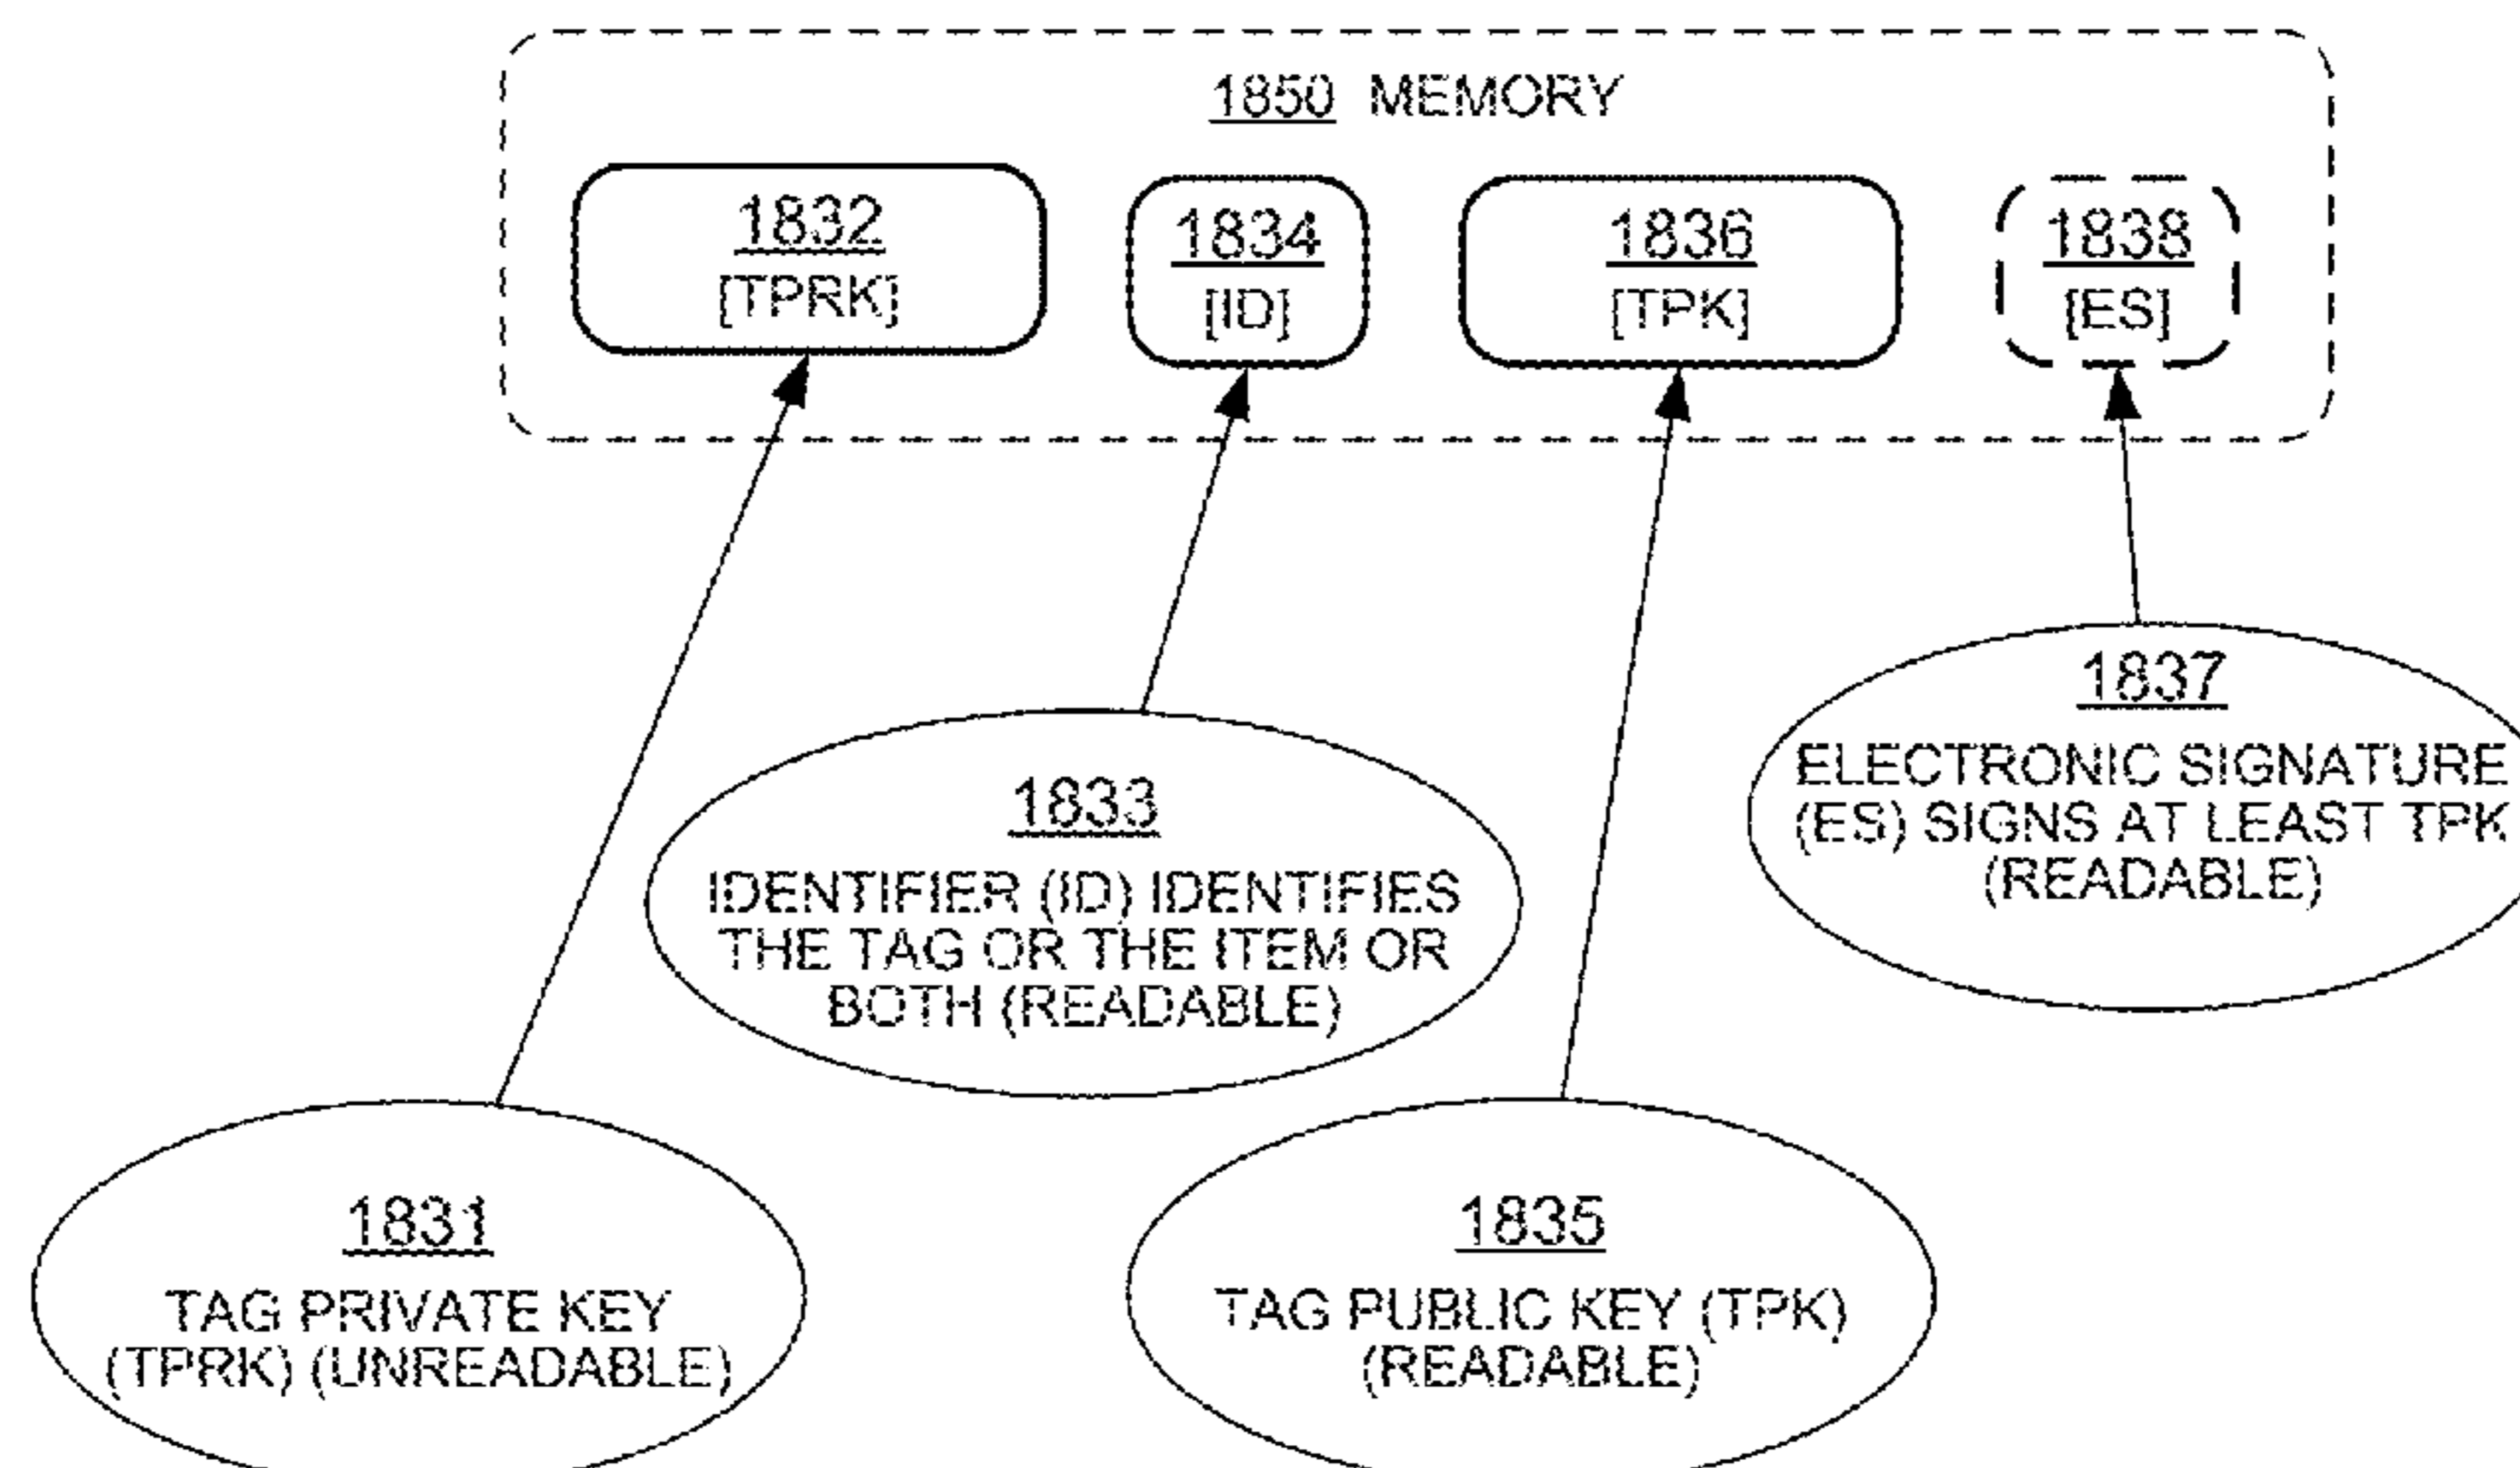 1850 MEMORY
1832
[TPRK]
1834
[ID]
1836
[TPK]
1838
[ES]
1837
ELECTRONIC SIGNATURE
(ES) SIGNS AT LEAST TPK
(READABLE)
1833
IDENTIFIER (ID) IDENTIFIES
THE TAG OR THE ITEM OR
BOTH (READABLE)
1831
TAG PRIVATE KEY
(TPRK) (UNREADABLE)
1835
TAG PUBLIC KEY (TPK)
(READABLE)